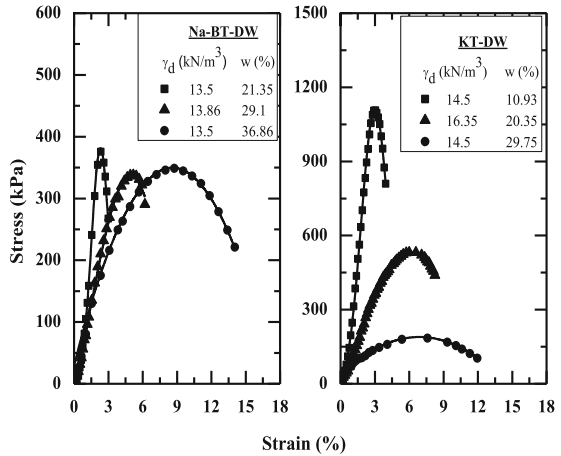 Na-BT-DW
γd (kN/m3) w (%)
13.5 21.35
13.86 29.1
13.5 36.86
KT-DW
γd (kN/m3) w (%)
14.5 10.93
16.35 20.35
14.5 29.75
Stress (kPa)
600
500
400
300
200
100
0
0 3 6 9 12 15 18
1500
1200
900
600
300
0
0 3 6 9 12 15 18
Strain (%)